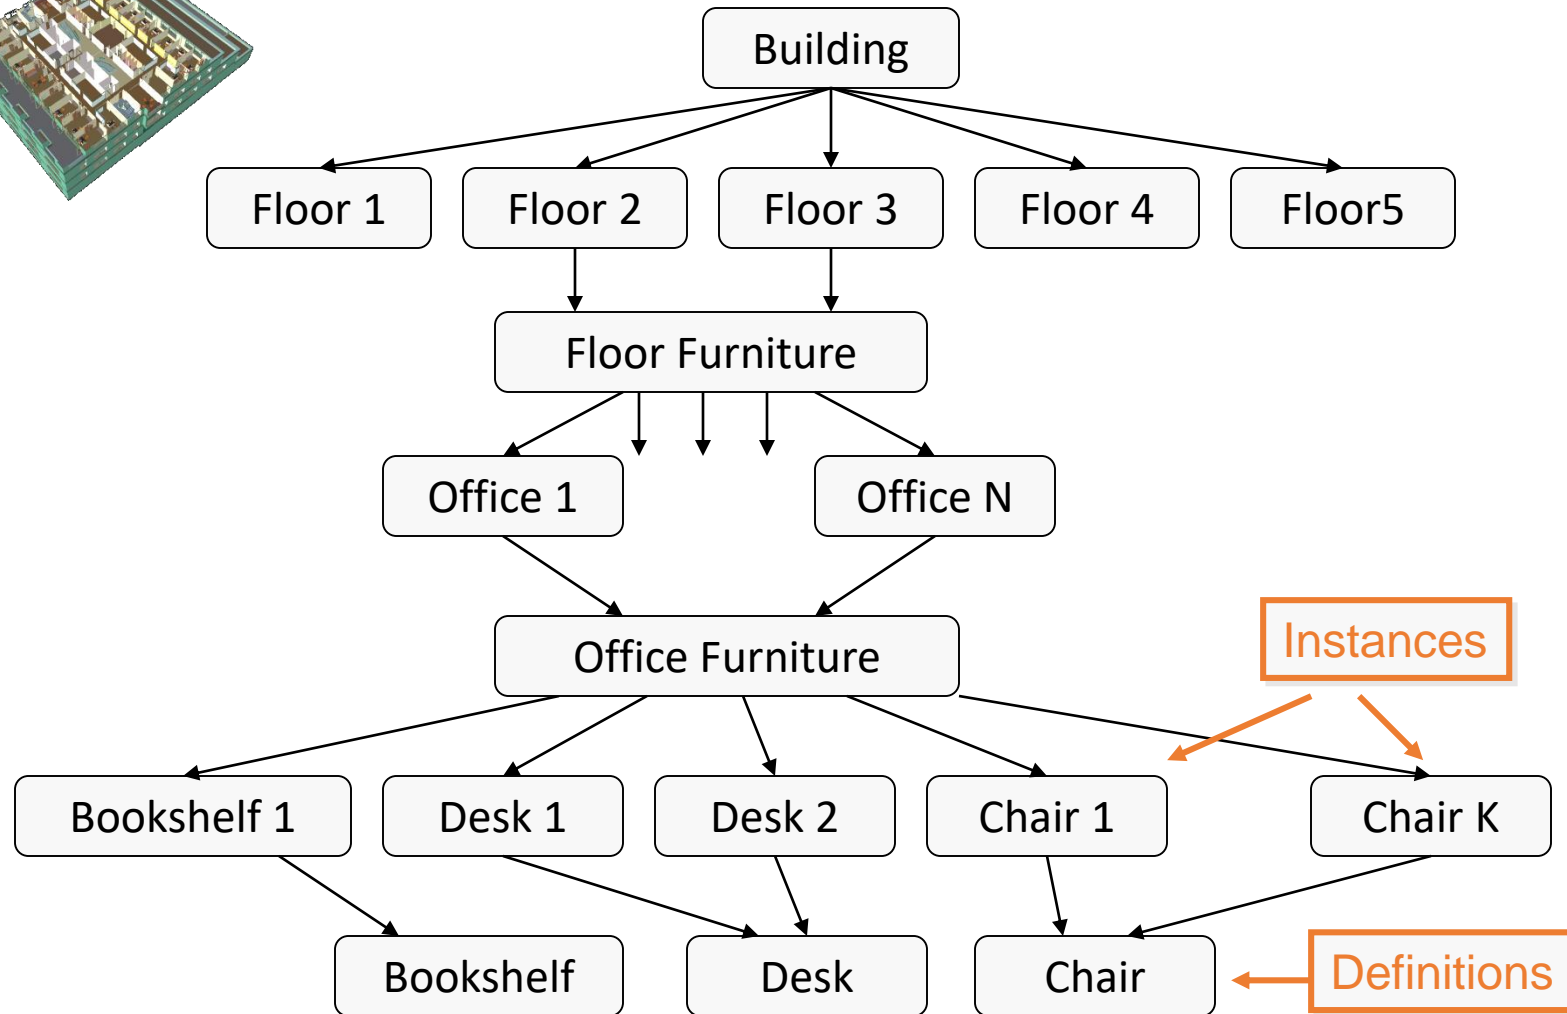 Building
Floor 1
Floor 2
Floor 3
Floor 4
Floor5
Floor Furniture
Office 1
Office N
Office Furniture
Instances
Bookshelf 1
Desk 1
Desk 2
Chair 1
Chair K
Bookshelf
Desk
Chair
Definitions